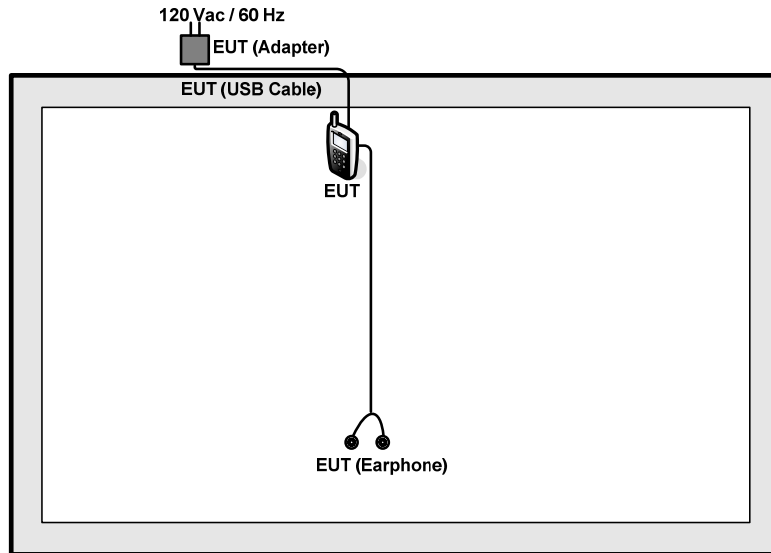 120 Vac / 60 Hz
EUT (Adapter)
EUT (USB Cable)
EUT
EUT (Earphone)